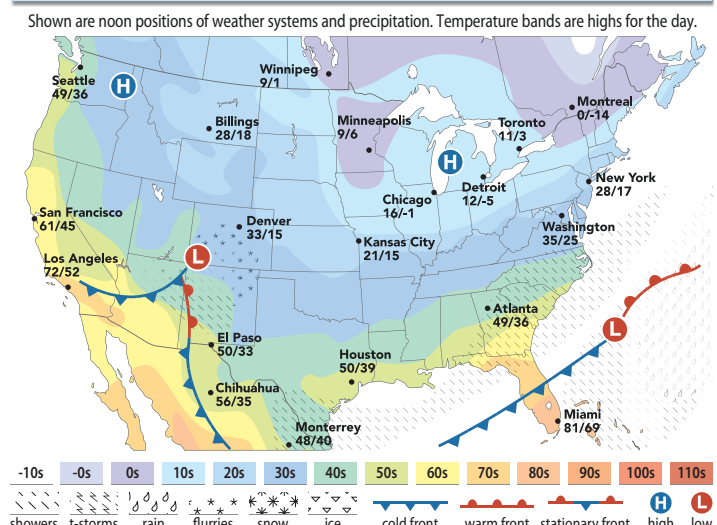 Shown are noon positions of weather systems and precipitation. Temperature bands are highs for the day.
Seattle
49/36
H
Winnipeg
9/1
Billings
28/18
Minneapolis
9/6
Toronto
11/3
Montreal
0/-14
H
Chicago
16/-1
Detroit
12/-5
New York
28/17
San Francisco
61/45
Denver
33/15
Kansas City
21/15
Washington
35/25
Los Angeles
72/52
L
El Paso
50/33
Atlanta
49/36
L
Houston
50/39
Chihuahua
56/35
Monterrey
48/40
Miami
81/69
-10s -0s 0s 10s 20s 30s 40s 50s 60s 70s 80s 90s 100s 110s
H L
showers t-storms rain flurries snow ice cold front warm front stationary front high low